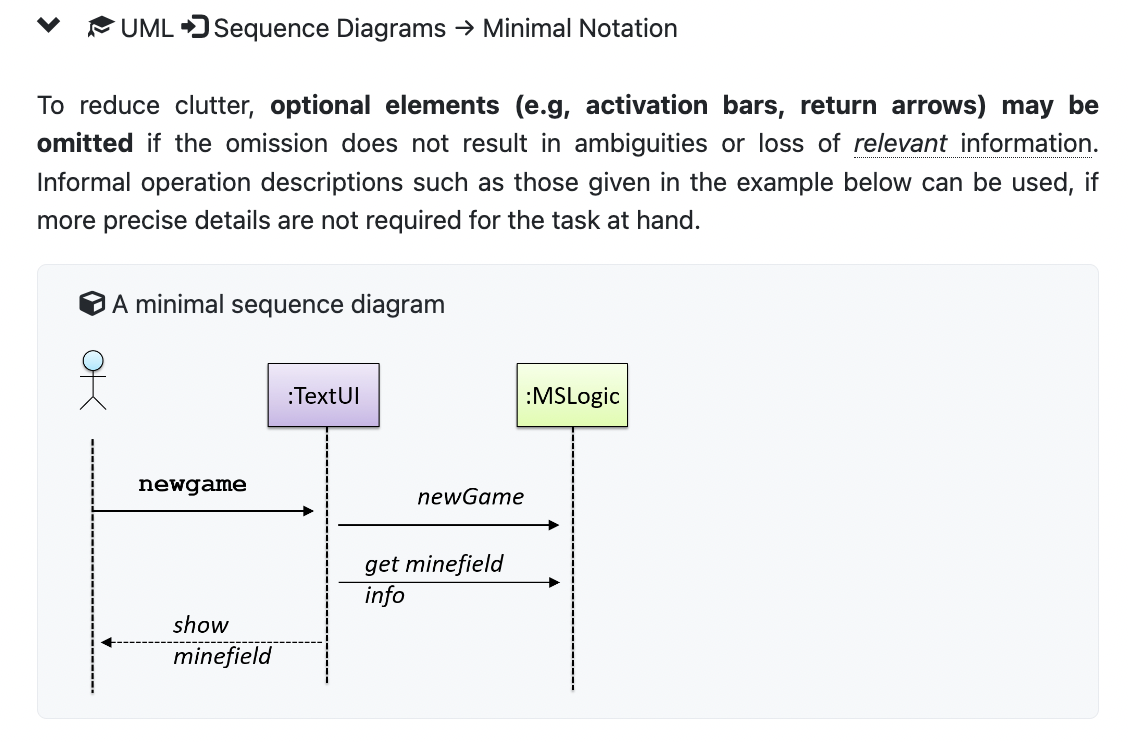 UML Sequence Diagrams → Minimal Notation
To reduce clutter, optional elements (e.g, activation bars, return arrows) may be
omitted if the omission does not result in ambiguities or loss of relevant information.
Informal operation descriptions such as those given in the example below can be used, if
more precise details are not required for the task at hand.
A minimal sequence diagram
:TextUI
:MSLogic
newgame
newGame
get minefield
info
show
minefield